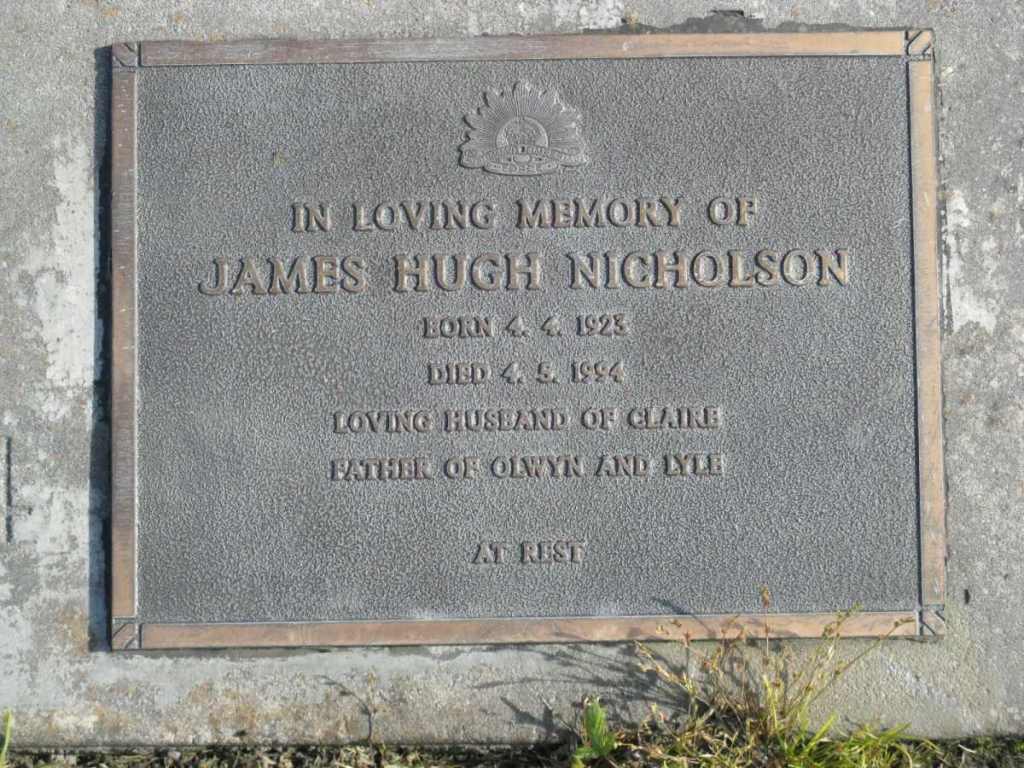 IN LOVING MEMORY OF
JAMES HUGH NICHOLSON
BORN 4. 4. 1923
DIED 4. 5. 1994
LOVING HUSBAND OF CLAIRE
FATHER OF OLWYN AND LYLE
AT REST